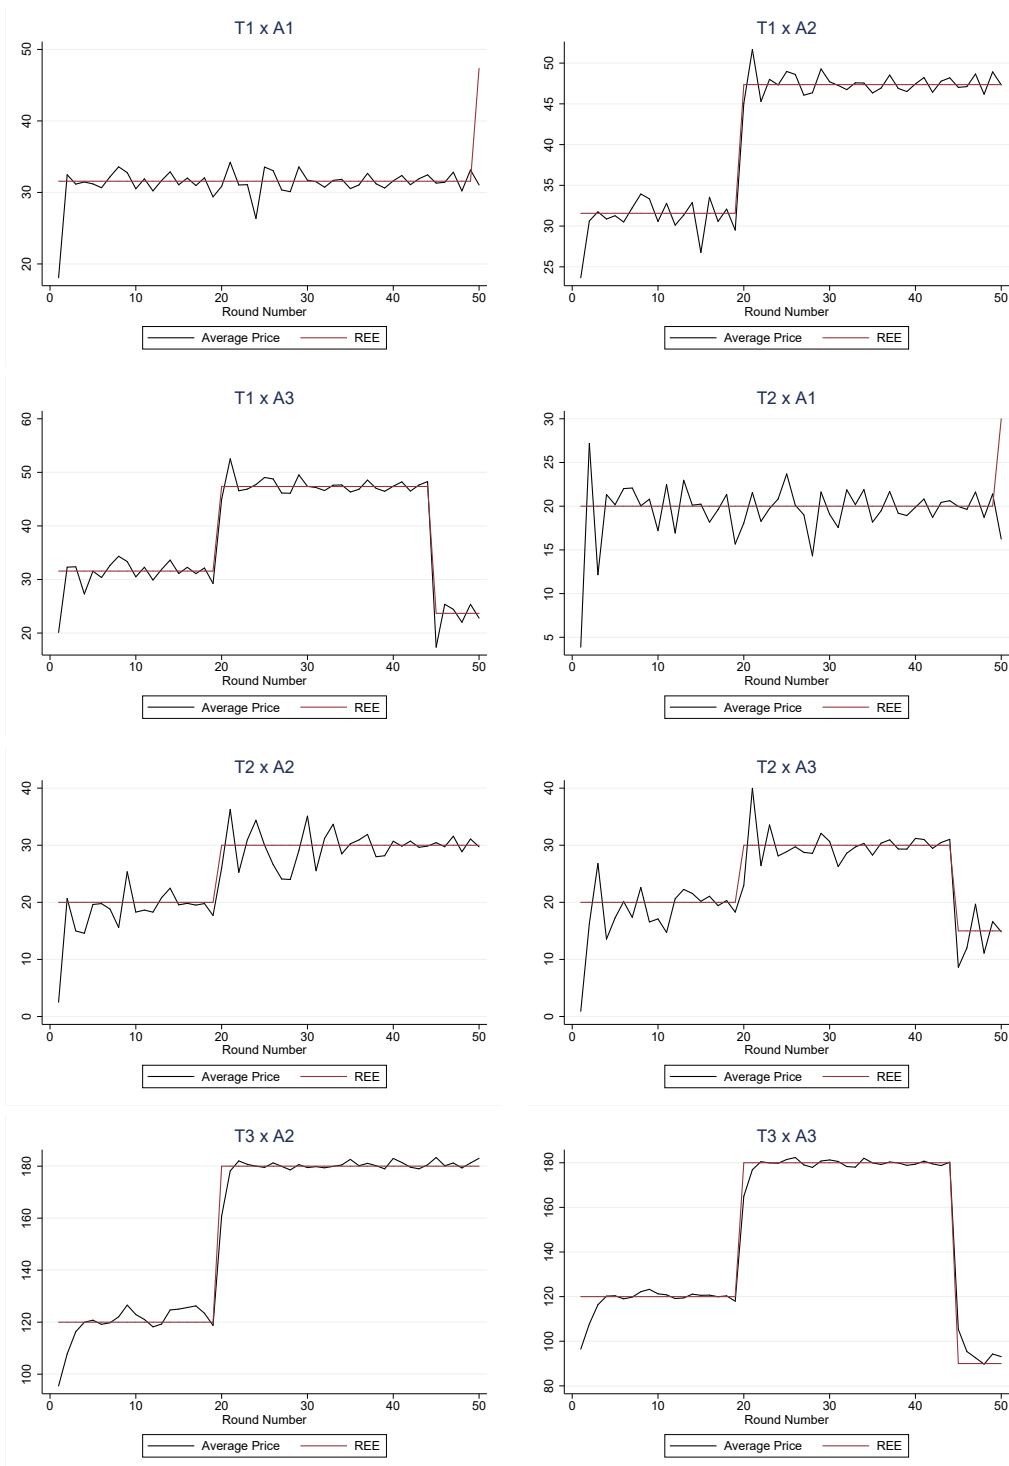 T1 x A1
50
40
30
20
0 10 20 30 40 50
Round Number
Average Price REE
T1 x A2
50
45
40
35
30
25
0 10 20 30 40 50
Round Number
Average Price REE
T1 x A3
60
50
40
30
20
0 10 20 30 40 50
Round Number
Average Price REE
T2 x A1
30
25
20
15
10
5
0 10 20 30 40 50
Round Number
Average Price REE
T2 x A2
40
30
20
10
0
0 10 20 30 40 50
Round Number
Average Price REE
T2 x A3
40
30
20
10
0
0 10 20 30 40 50
Round Number
Average Price REE
T3 x A2
180
160
140
120
100
0 10 20 30 40 50
Round Number
Average Price REE
T3 x A3
180
160
140
120
100
80
0 10 20 30 40 50
Round Number
Average Price REE